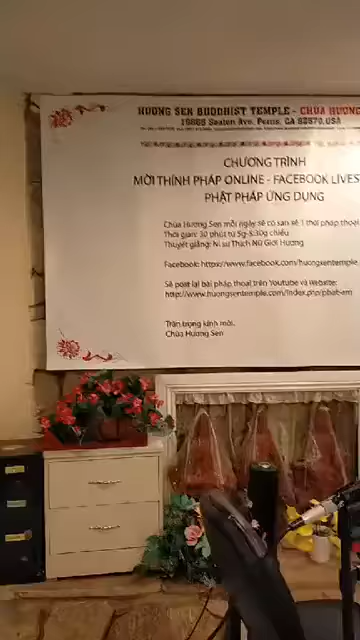 HUONG SEN BUDDHIST TEMPLE - CHÙA HƯƠNG
19865 Seaton Ave, Perris, CA 92570, USA
CHƯƠNG TRÌNH
MỜI THÍNH PHÁP ONLINE - FACEBOOK LIVES
PHẬT PHÁP ỨNG DỤNG
Chùa Hương Sen mỗi ngày sẽ có san sẻ 1 thời pháp thoại
Thời gian: 30 phút từ 5g-5:30g chiều
Thuyết giảng: Ni sư Thích Nữ Giới Hương
Facebook: https://www.facebook.com/huongsentemple
Sẽ post lại bài pháp thoại trên Youtube và website:
http://www.huongsentemple.com/index.php/phat-am
Trân trọng kính mời,
Chùa Hương Sen